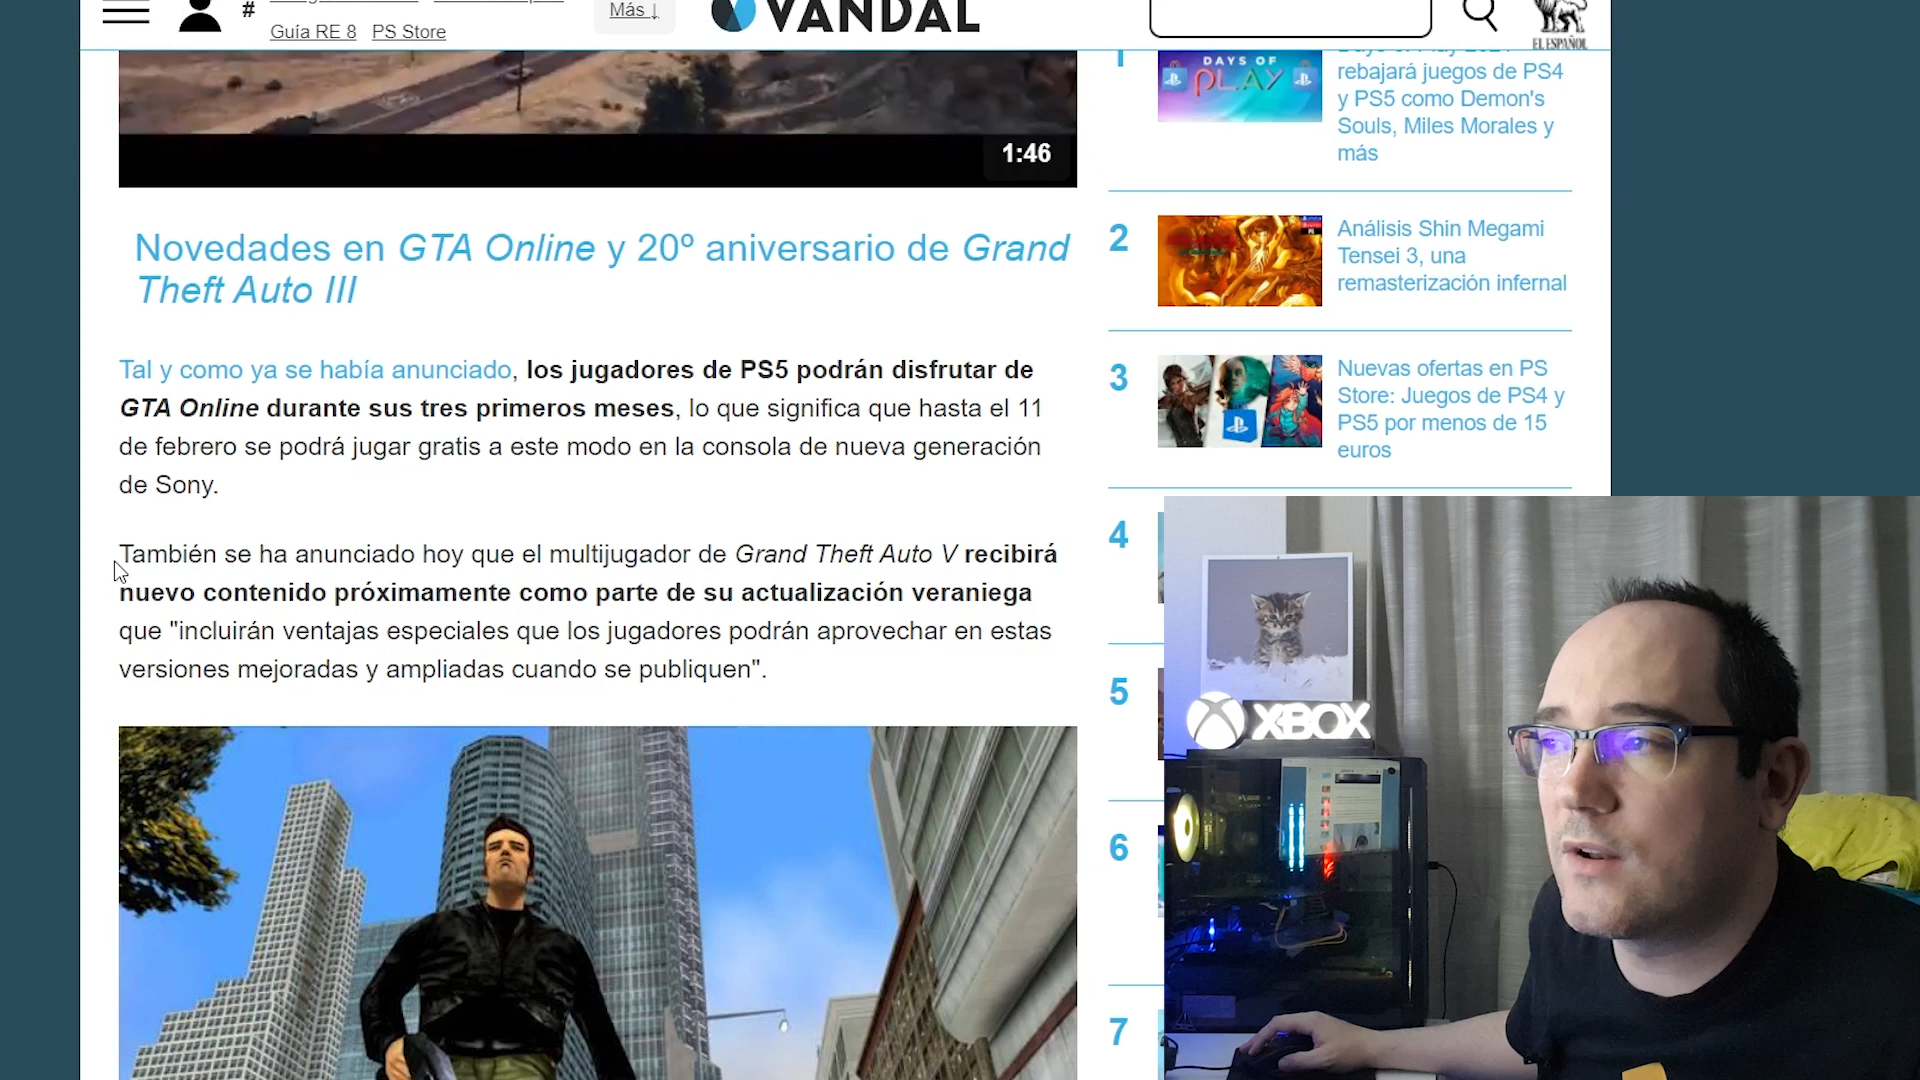 #
Guía RE 8 PS Store
Más ↓
VANDAL
EL ESPAÑOL
1:46
Novedades en GTA Online y 20º aniversario de Grand
Theft Auto III
Tal y como ya se había anunciado, los jugadores de PS5 podrán disfrutar de
GTA Online durante sus tres primeros meses, lo que significa que hasta el 11
de febrero se podrá jugar gratis a este modo en la consola de nueva generación
de Sony.
También se ha anunciado hoy que el multijugador de Grand Theft Auto V recibirá
nuevo contenido próximamente como parte de su actualización veraniega
que "incluirán ventajas especiales que los jugadores podrán aprovechar en estas
versiones mejoradas y ampliadas cuando se publiquen".
1
DAYS OF
PLAY
rebajará juegos de PS4
y PS5 como Demon's
Souls, Miles Morales y
más
2
Análisis Shin Megami
Tensei 3, una
remasterización infernal
3
Nuevas ofertas en PS
Store: Juegos de PS4 y
PS5 por menos de 15
euros
4
5
6
7
XBOX